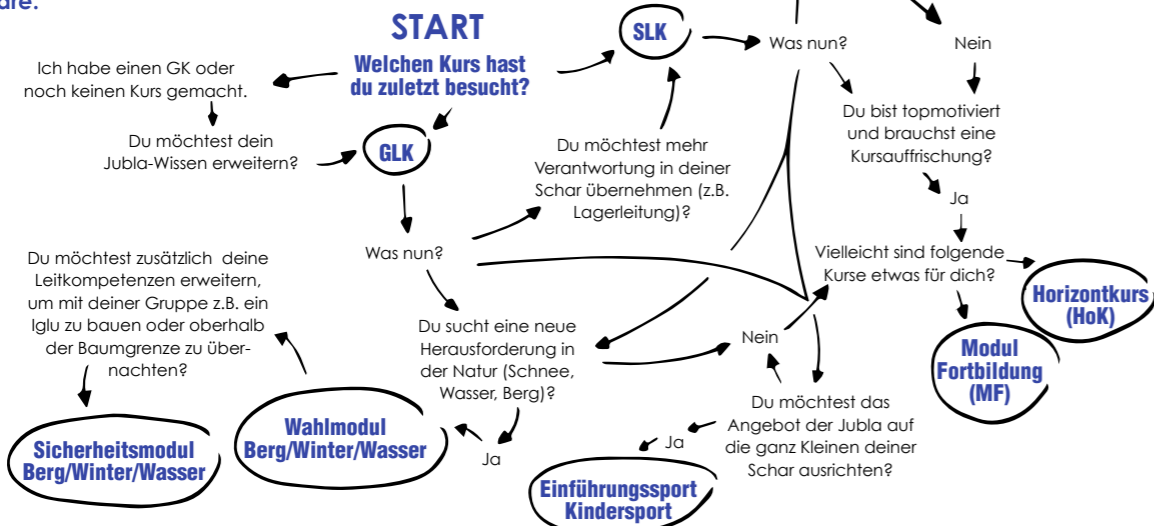 START
Welchen Kurs hast
du zuletzt besucht?
Ich habe einen GK oder
noch keinen Kurs gemacht.
Du möchtest dein
Jubla-Wissen erweitern?
GLK
SLK
Was nun?
Nein
Du bist topmotiviert
und brauchst eine
Kursauffrischung?
Ja
Du möchtest mehr
Verantwortung in deiner
Schar übernehmen (z.B.
Lagerleitung)?
Was nun?
Vielleicht sind folgende
Kurse etwas für dich?
Horizontkurs
(HoK)
Modul
Fortbildung
(MF)
Du möchtest zusätzlich deine
Leitkompetenzen erweitern,
um mit deiner Gruppe z.B. ein
Iglu zu bauen oder oberhalb
der Baumgrenze zu über-
nachten?
Du sucht eine neue
Herausforderung in
der Natur (Schnee,
Wasser, Berg)?
Nein
Du möchtest das
Angebot der Jubla auf
die ganz Kleinen deiner
Schar ausrichten?
Ja
Ja
Wahlmodul
Berg/Winter/Wasser
Sicherheitsmodul
Berg/Winter/Wasser
Einführungssport
Kindersport